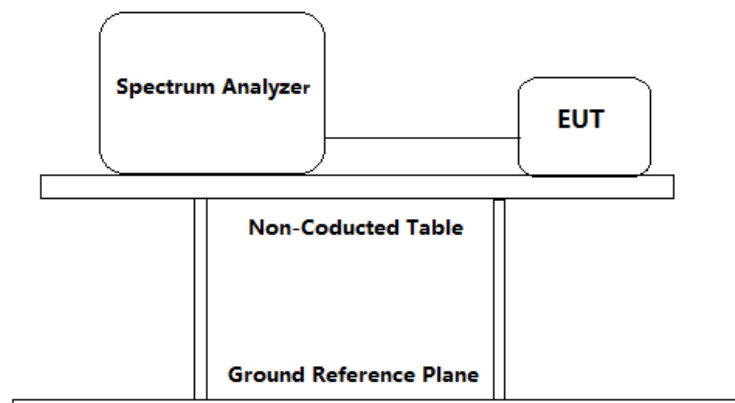 Spectrum Analyzer
EUT
Non-Coducted Table
Ground Reference Plane